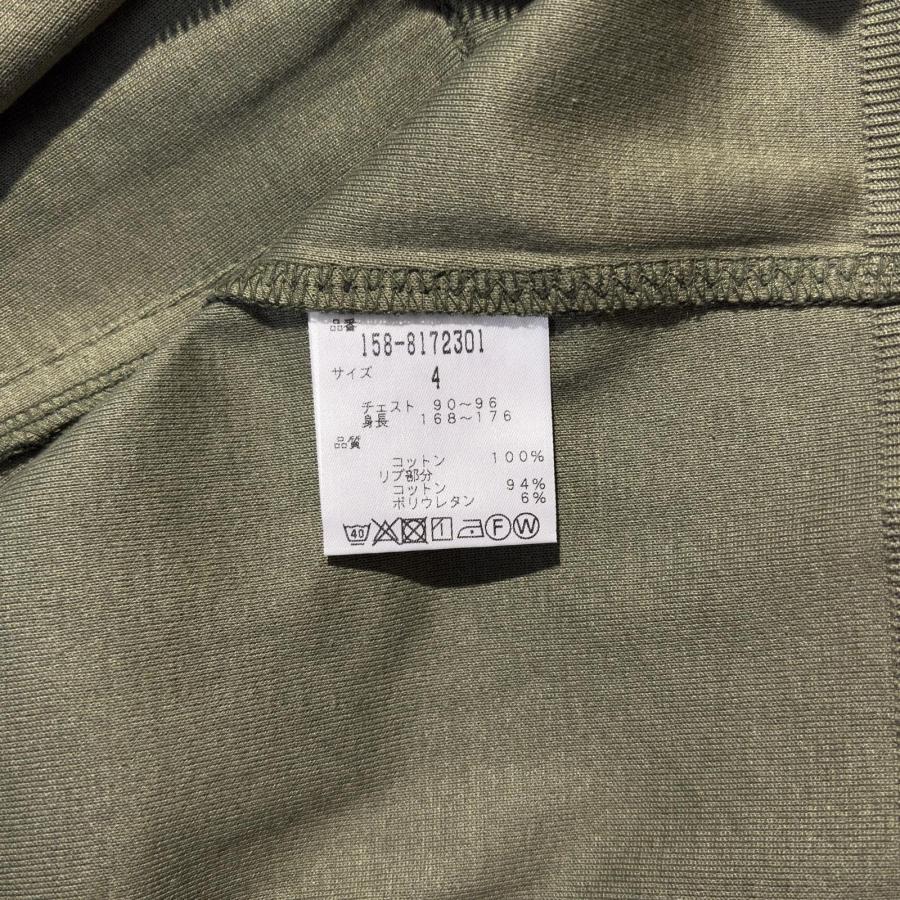 品番
158-8172301
サイズ 4
チェスト 90～96
身長 168～176
品質
コットン 100%
リブ部分
コットン 94%
ポリウレタン 6%
40 F W